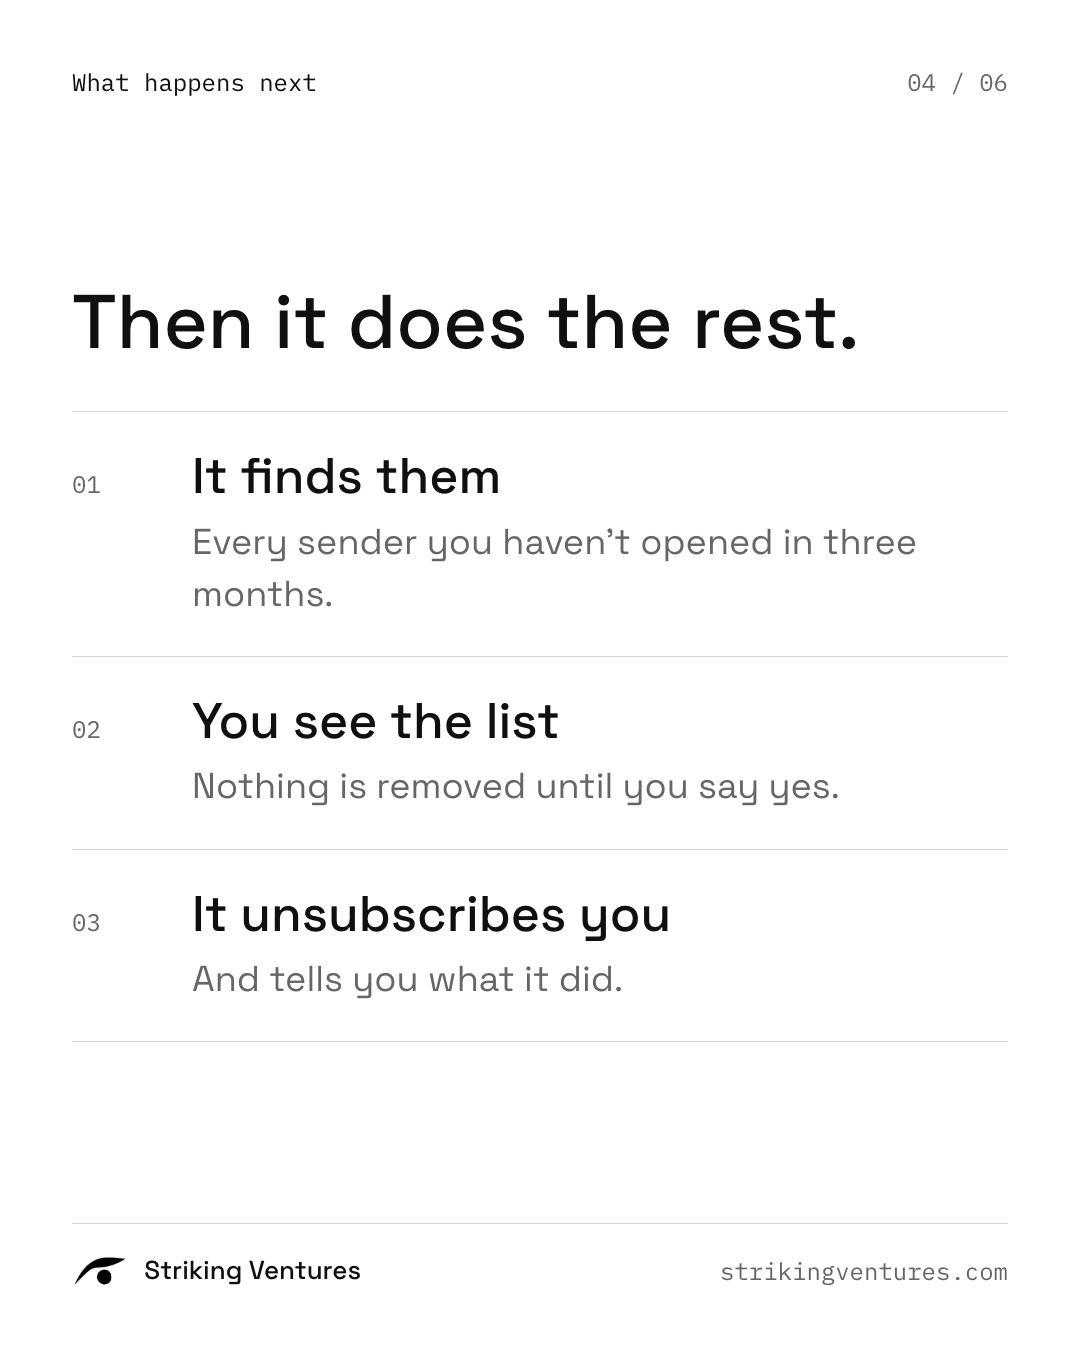 What happens next
04 / 06
Then it does the rest.
01
It finds them
Every sender you haven’t opened in three
months.
02
You see the list
Nothing is removed until you say yes.
03
It unsubscribes you
And tells you what it did.
Striking Ventures
strikingventures.com